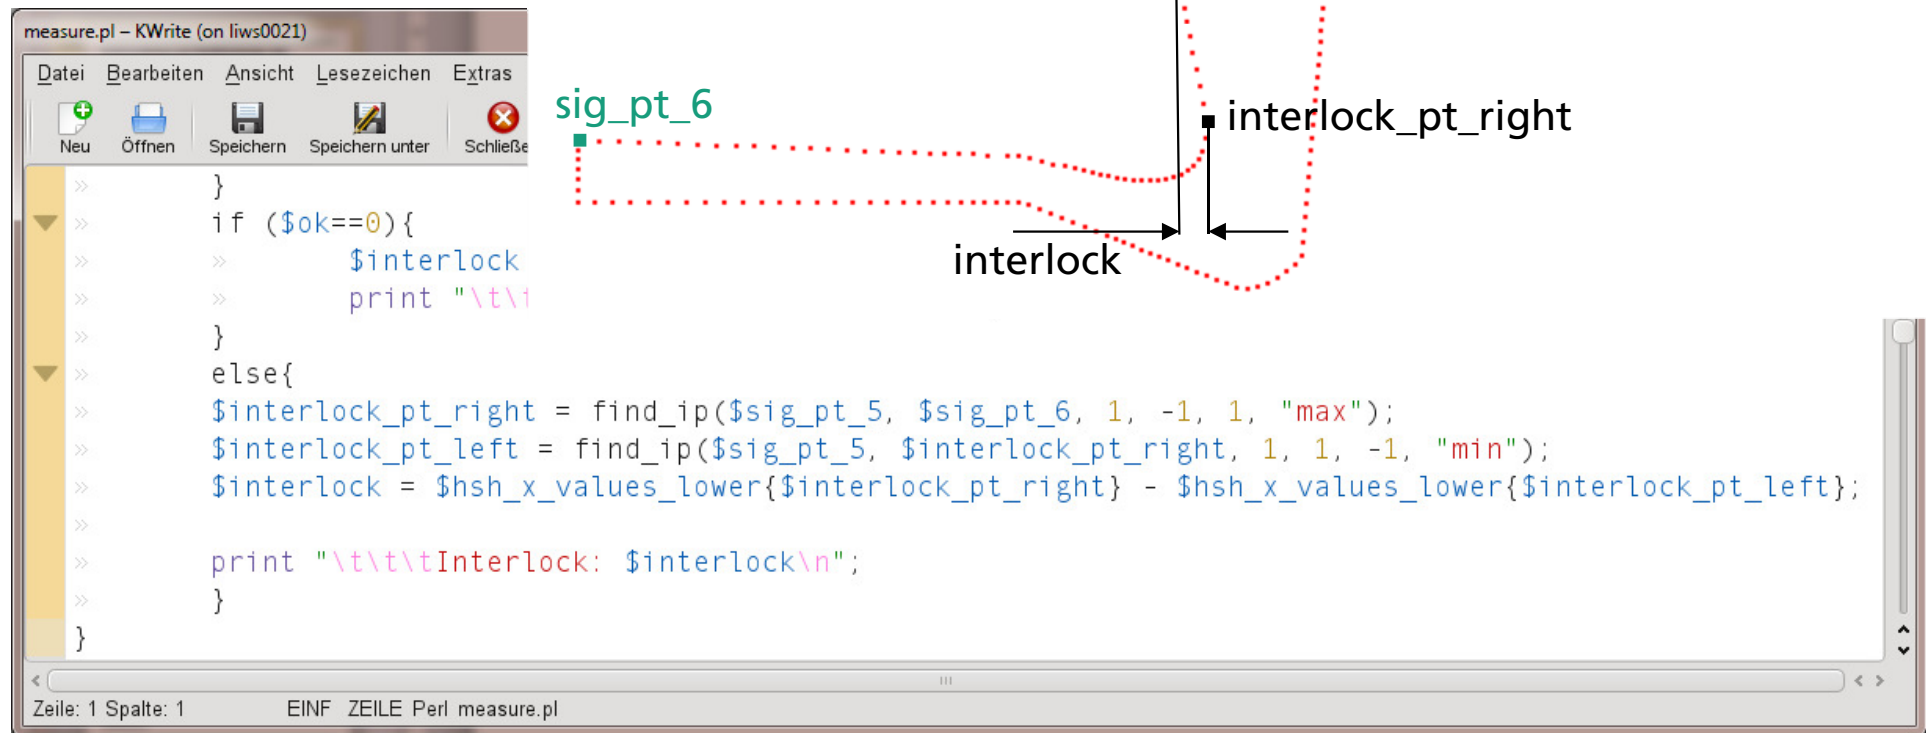 measure.pl – KWrite (on liws0021)
Datei Bearbeiten Ansicht Lesezeichen Extras
Neu Öffnen Speichern Speichern unter
sig_pt_6
interlock_pt_right
interlock
}
if ($ok==0){
$interlock
print "\t\
}
else{
$interlock_pt_right = find_ip($sig_pt_5, $sig_pt_6, 1, -1, 1, "max");
$interlock_pt_left = find_ip($sig_pt_5, $interlock_pt_right, 1, 1, -1, "min");
$interlock = $hsh_x_values_lower{$interlock_pt_right} - $hsh_x_values_lower{$interlock_pt_left};
print "\t\t\tInterlock: $interlock\n";
}
}
Zeile: 1 Spalte: 1 EINF ZEILE Perl measure.pl